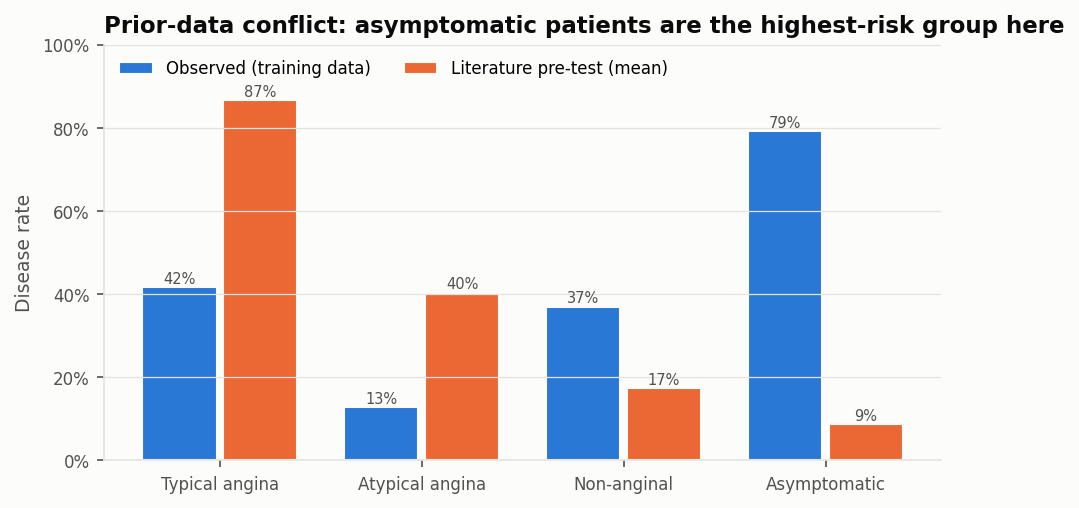 Prior-data conflict: asymptomatic patients are the highest-risk group here
100%
80%
60%
40%
20%
0%
Disease rate
Observed (training data)
Literature pre-test (mean)
42%
87%
13%
40%
37%
17%
79%
9%
Typical angina
Atypical angina
Non-anginal
Asymptomatic